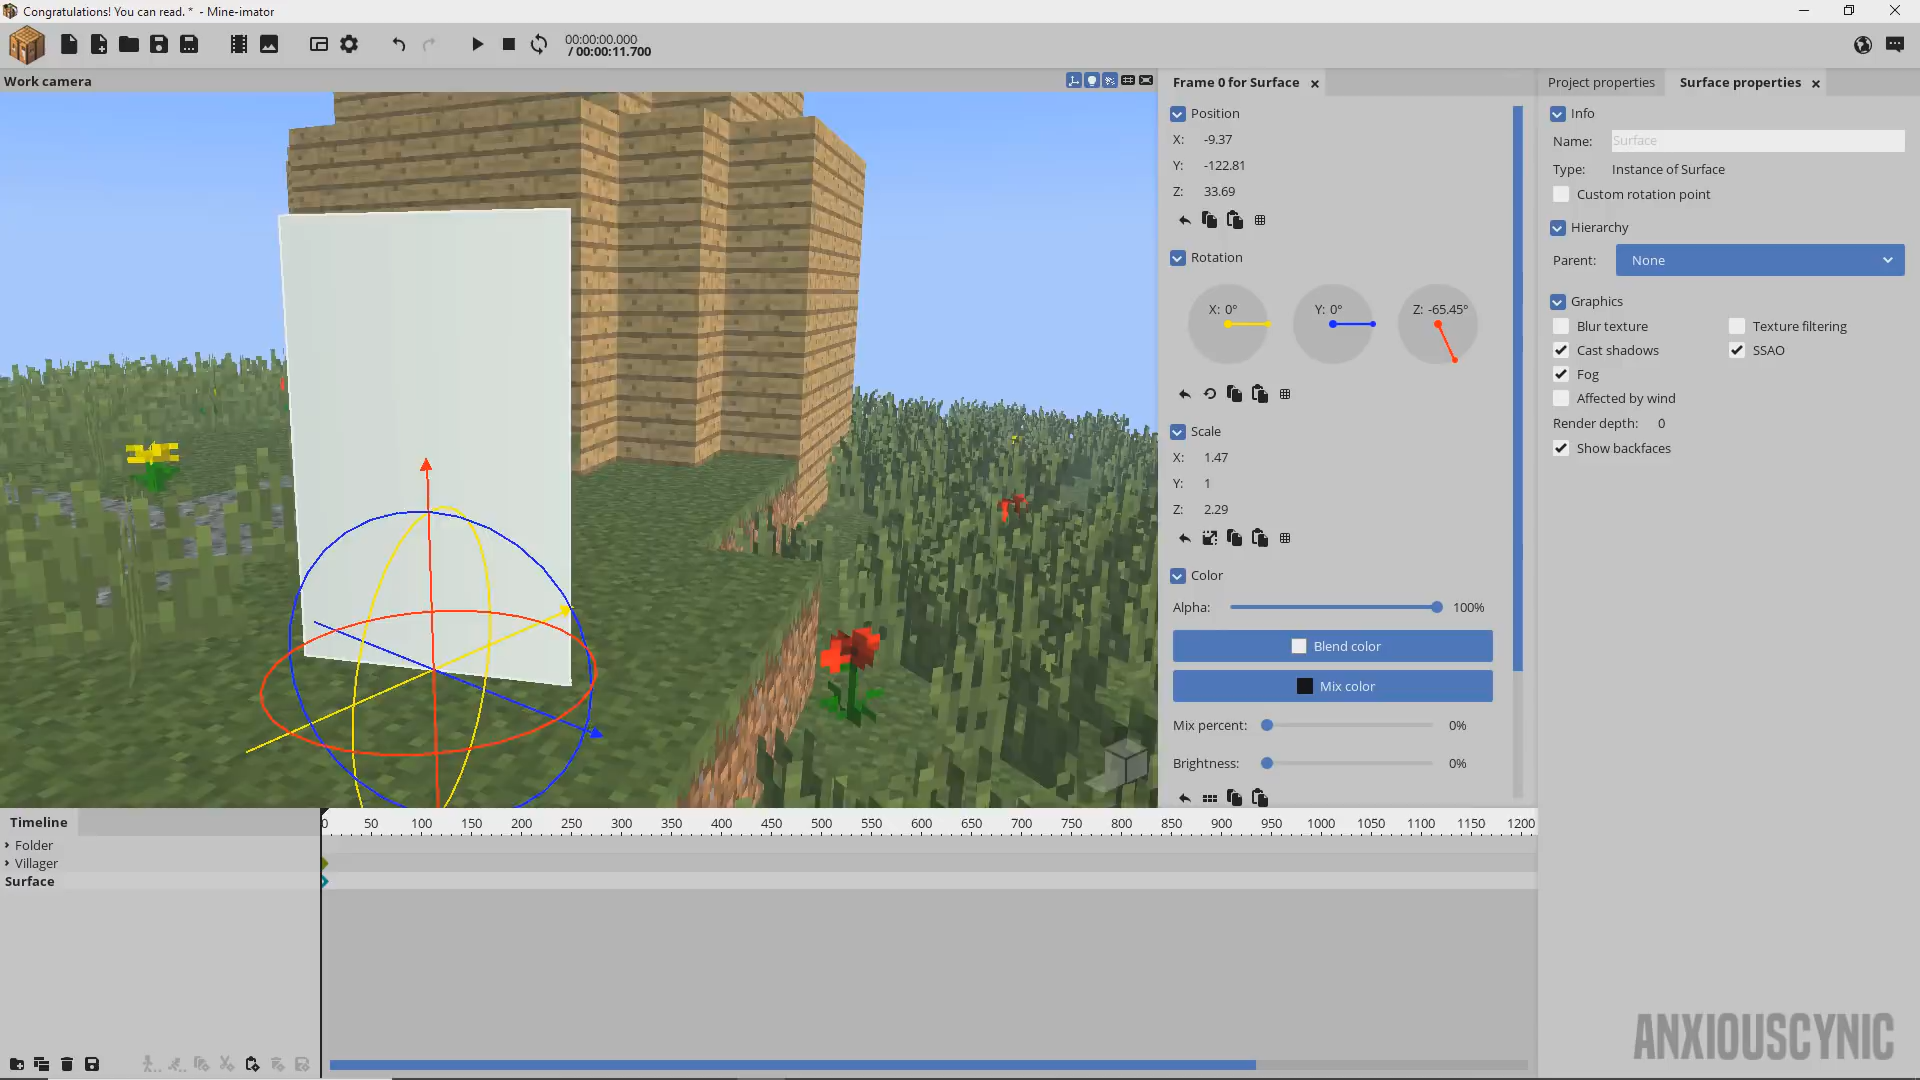 Congratulations! You can read. * - Mine-imator
00:00:00.000
/ 00:00:11.700
Work camera
Frame 0 for Surface
Position
X: -9.37
Y: -122.81
Z: 33.69
Rotation
X: 0°
Y: 0°
Z: -65.45°
Scale
X: 1.47
Y: 1
Z: 2.29
Color
Alpha: 100%
Blend color
Mix color
Mix percent: 0%
Brightness: 0%
Project properties
Surface properties
Info
Name: Surface
Type: Instance of Surface
Custom rotation point
Hierarchy
Parent: None
Graphics
Blur texture
Texture filtering
Cast shadows
SSAO
Fog
Affected by wind
Render depth: 0
Show backfaces
Timeline
0 50 100 150 200 250 300 350 400 450 500 550 600 650 700 750 800 850 900 950 1000 1050 1100 1150 1200
Folder
Villager
Surface
ANXIOUSCYNIC